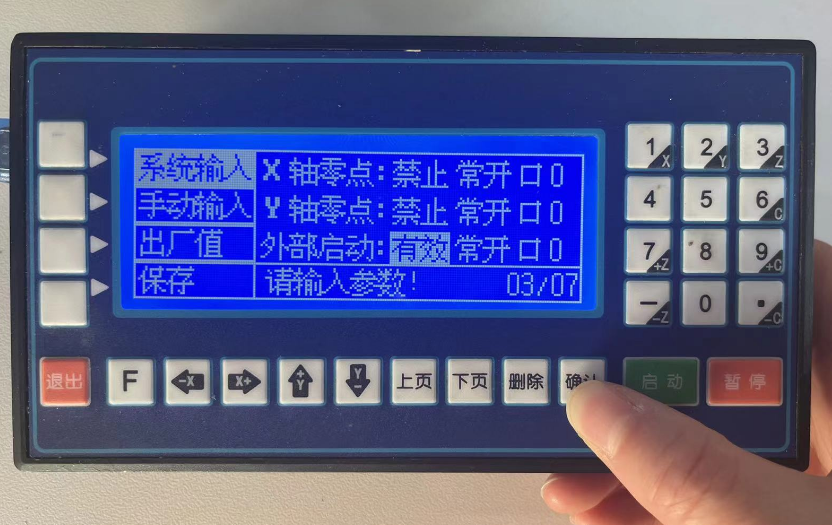 系统输入 X 轴零点:禁止 常开 口 0
手动输入 Y 轴零点:禁止 常开 口 0
出厂值 外部启动:有效 常开 口 0
保存 请输入参数! 03/07
1 X 2 Y 3 Z
4 5 6 C
7 +Z 8 9 +C
— -Z 0 . -C
退出 F -X X+ +Y Y- 上页 下页 删除 确认 启动 暂停